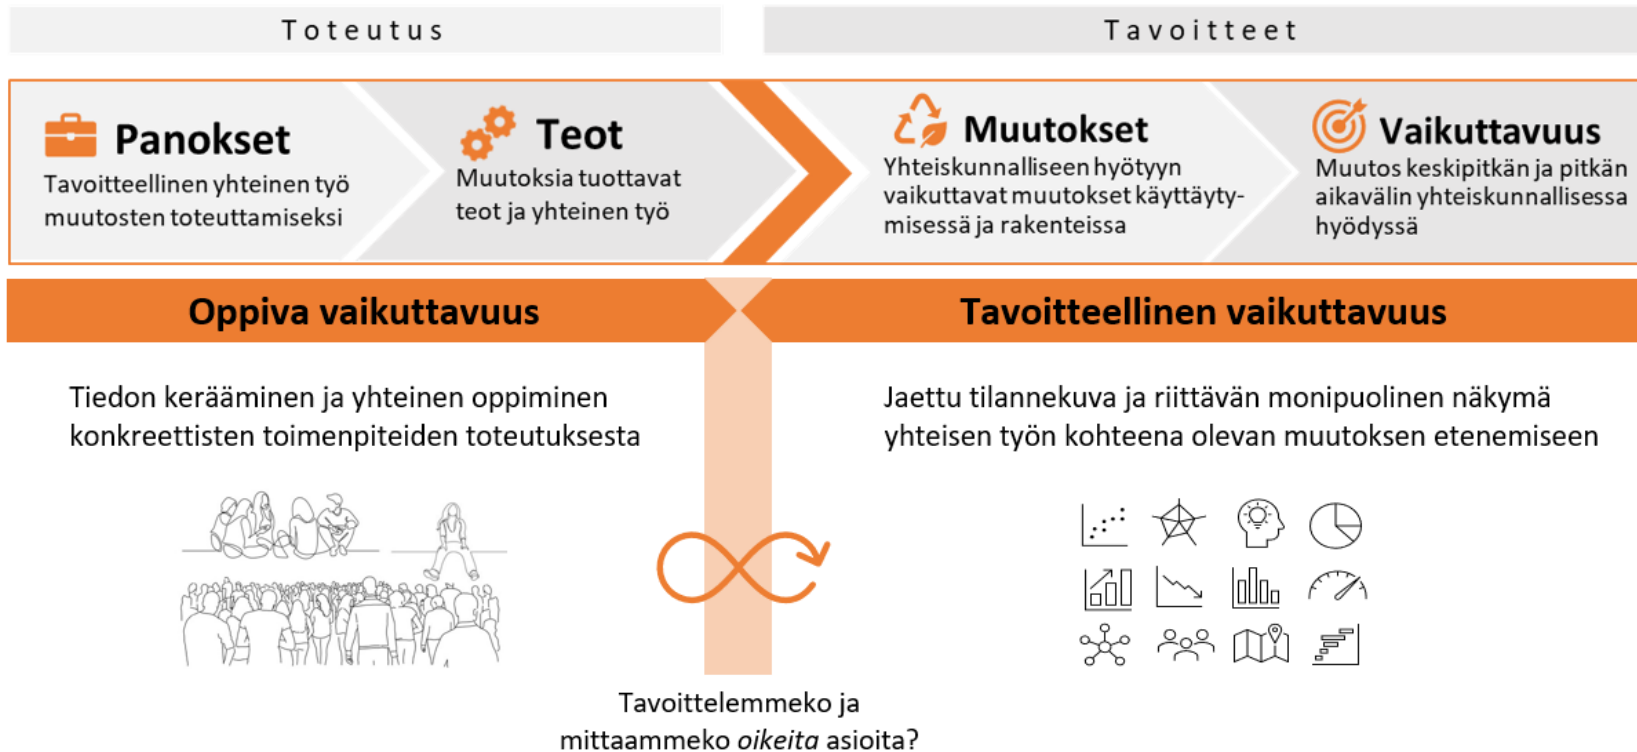 Toteutus
Tavoitteet
Panokset
Tavoitteellinen yhteinen työ
muutosten toteuttamiseksi
Teot
Muutoksia tuottavat
teot ja yhteinen työ
Muutokset
Yhteiskunnalliseen hyötyyn
vaikuttavat muutokset käyttäyty-
misessä ja rakenteissa
Vaikuttavuus
Muutos keskipitkän ja pitkän
aikavälin yhteiskunnallisessa
hyödyssä
Oppiva vaikuttavuus
Tavoitteellinen vaikuttavuus
Tiedon kerääminen ja yhteinen oppiminen
konkreettisten toimenpiteiden toteutuksesta
Jaettu tilannekuva ja riittävän monipuolinen näkymä
yhteisen työn kohteena olevan muutoksen etenemiseen
Tavoittelemmeko ja
mittaammeko oikeita asioita?